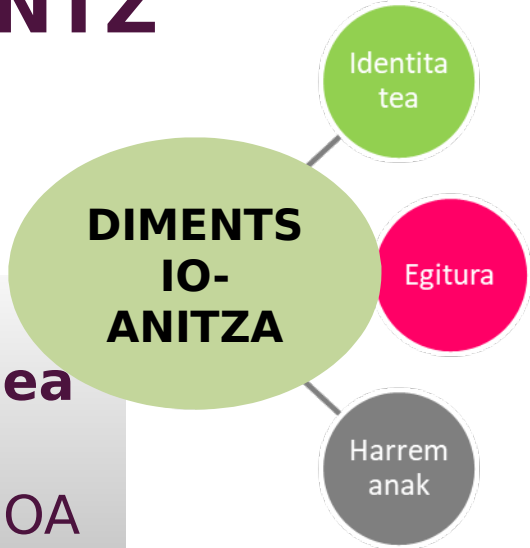 NTZ
Identita
tea
DIMENTS
IO-
ANITZA
Egitura
ea
Harrem
anak
OA